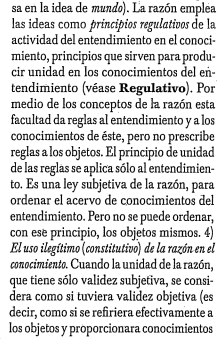 sa en la idea de mundo). La razón emplea
las ideas como principios regulativos de la
actividad del entendimiento en el conoci-
miento, principios que sirven para produ-
cir unidad en los conocimientos del en-
tendimiento (véase Regulativo). Por
medio de los conceptos de la razón esta
facultad da reglas al entendimiento y a los
conocimientos de éste, pero no prescribe
reglas a los objetos. El principio de unidad
de las reglas se aplica sólo al entendimien-
to. Es una ley subjetiva de la razón, para
ordenar el acervo de conocimientos del
entendimiento. Pero no se puede ordenar,
con ese principio, los objetos mismos. 4)
El uso ilegítimo (constitutivo) de la razón en el
conocimiento. Cuando la unidad de la razón,
que tiene sólo validez subjetiva, se consi-
dera como si tuviera validez objetiva (es
decir, como si se refiriera efectivamente a
los objetos y proporcionara conocimientos